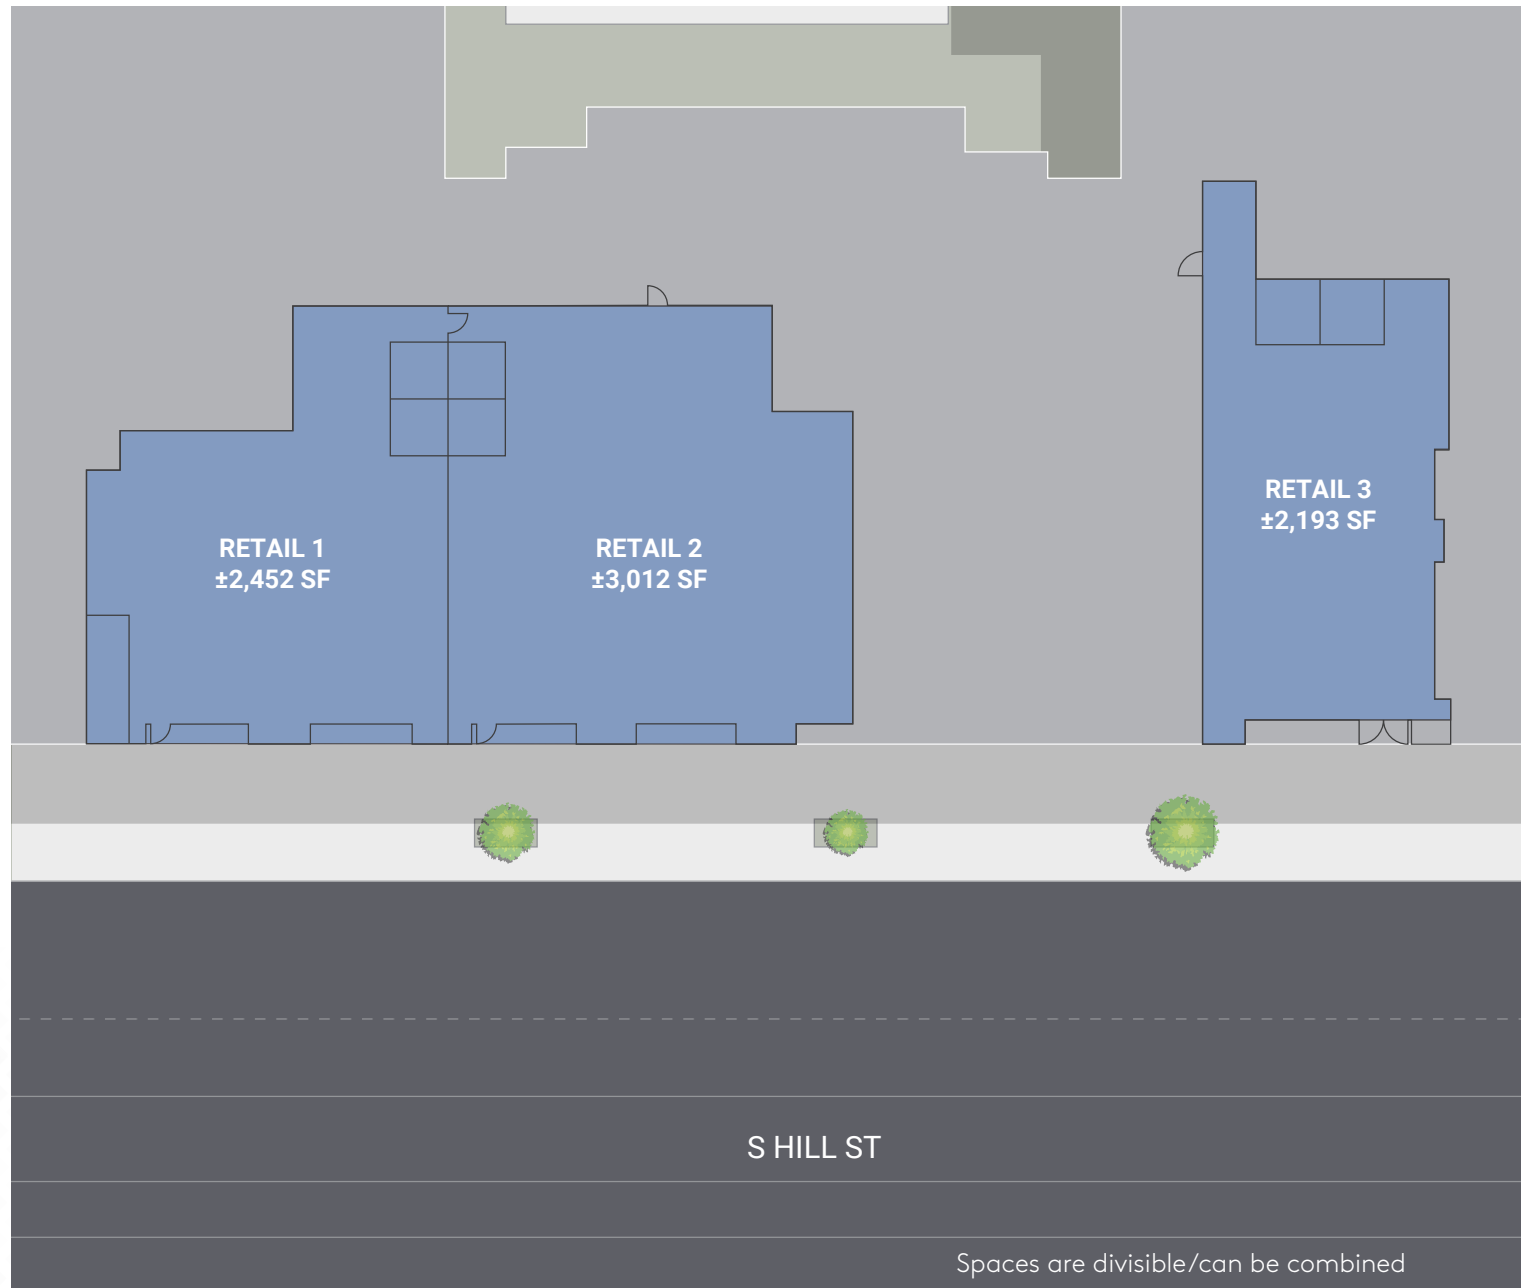 RETAIL 1
±2,452 SF
RETAIL 2
±3,012 SF
RETAIL 3
±2,193 SF
S HILL ST
Spaces are divisible/can be combined